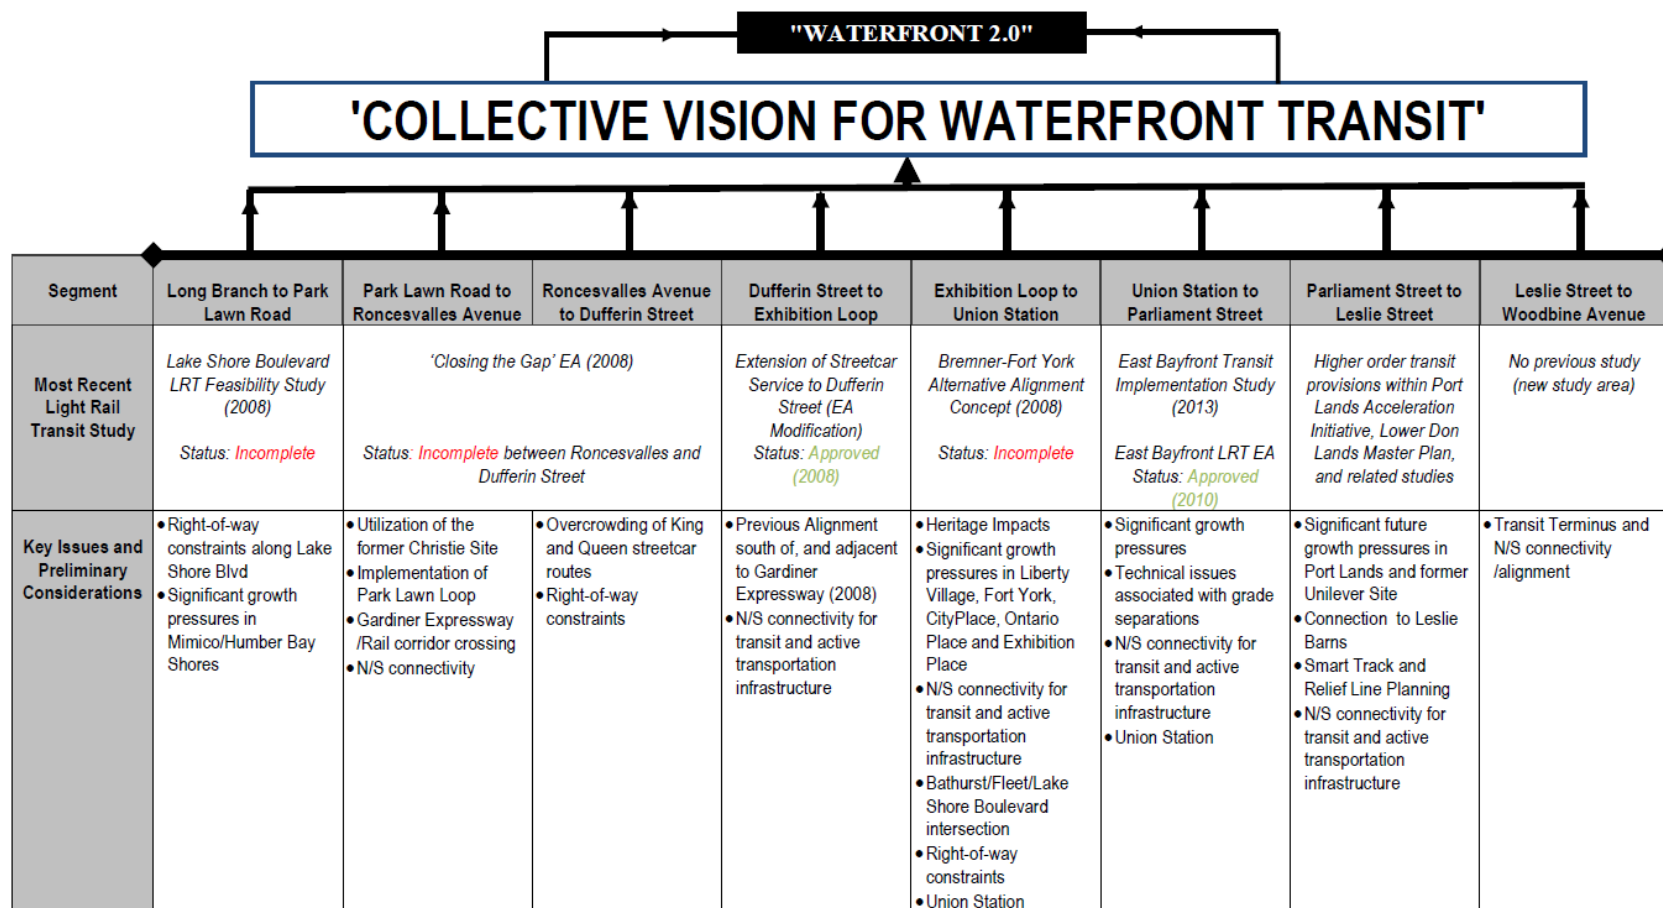 "WATERFRONT 2.0"
'COLLECTIVE VISION FOR WATERFRONT TRANSIT'
Segment
Long Branch to Park
Lawn Road
Park Lawn Road to
Roncesvalles Avenue
Roncesvalles Avenue
to Dufferin Street
Dufferin Street to
Exhibition Loop
Exhibition Loop to
Union Station
Union Station to
Parliament Street
Parliament Street to
Leslie Street
Leslie Street to
Woodbine Avenue
Most Recent
Light Rail
Transit Study
Lake Shore Boulevard
LRT Feasibility Study
(2008)
Status: Incomplete
'Closing the Gap' EA (2008)
Status: Incomplete between Roncesvalles and
Dufferin Street
Extension of Streetcar
Service to Dufferin
Street (EA
Modification)
Status: Approved
(2008)
Bremner-Fort York
Alternative Alignment
Concept (2008)
Status: Incomplete
East Bayfront Transit
Implementation Study
(2013)
East Bayfront LRT EA
Status: Approved
(2010)
Higher order transit
provisions within Port
Lands Acceleration
Initiative, Lower Don
Lands Master Plan,
and related studies
No previous study
(new study area)
Key Issues and
Preliminary
Considerations
• Right-of-way
constraints along Lake
Shore Blvd
• Significant growth
pressures in
Mimico/Humber Bay
Shores
• Utilization of the
former Christie Site
• Implementation of
Park Lawn Loop
• Gardiner Expressway
/Rail corridor crossing
• N/S connectivity
• Overcrowding of King
and Queen streetcar
routes
• Right-of-way
constraints
• Previous Alignment
south of, and adjacent
to Gardiner
Expressway (2008)
• N/S connectivity for
transit and active
transportation
infrastructure
• Heritage Impacts
• Significant growth
pressures in Liberty
Village, Fort York,
CityPlace, Ontario
Place and Exhibition
Place
• N/S connectivity for
transit and active
transportation
infrastructure
• Bathurst/Fleet/Lake
Shore Boulevard
intersection
• Right-of-way
constraints
• Union Station
• Significant growth
pressures
• Technical issues
associated with grade
separations
• N/S connectivity for
transit and active
transportation
infrastructure
• Union Station
• Significant future
growth pressures in
Port Lands and former
Unilever Site
• Connection to Leslie
Barns
• Smart Track and
Relief Line Planning
• N/S connectivity for
transit and active
transportation
infrastructure
• Transit Terminus and
N/S connectivity
/alignment